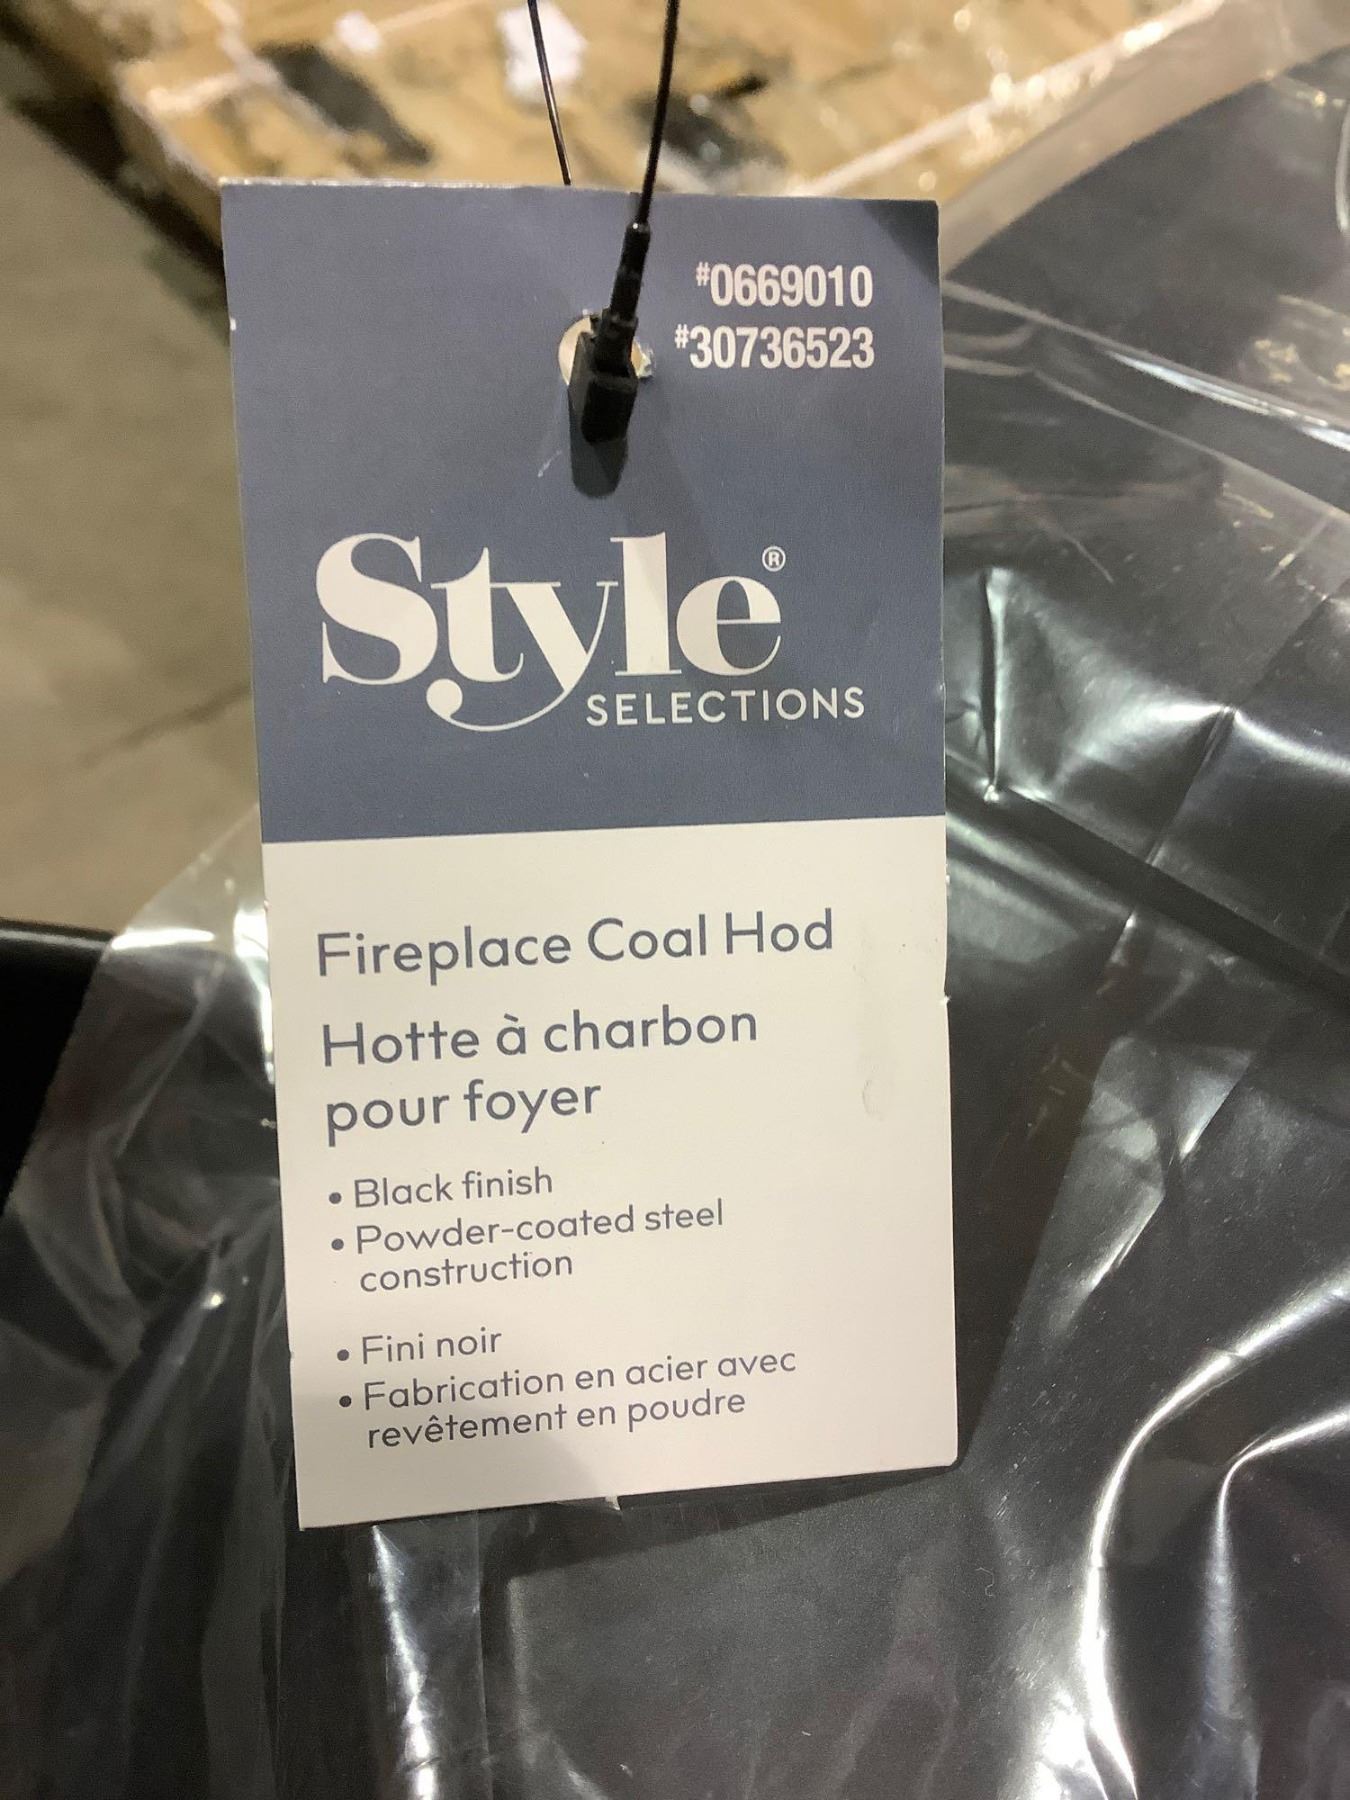 #0669010
#30736523
Style®
SELECTIONS
Fireplace Coal Hod
Hotte à charbon
pour foyer
• Black finish
• Powder-coated steel
construction
• Fini noir
• Fabrication en acier avec
revêtement en poudre